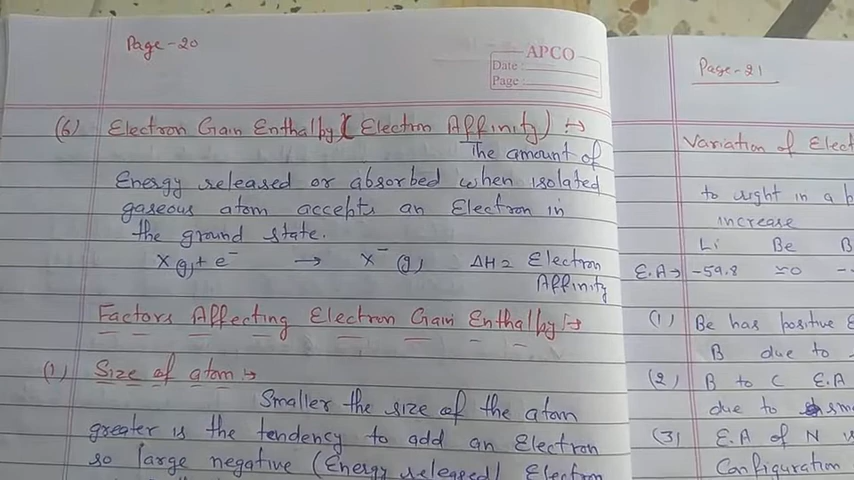 Page-20
APCO
Date :
Page :
(6) Electron Gain Enthalpy (Electron Affinity) :→
The amount of
Energy released or absorbed when isolated
gaseous atom accepts an Electron in
the ground state.
X(g) + e⁻ → X⁻(g) ΔH = Electron
Affinity
Factors Affecting Electron Gain Enthalpy :→
(1) Size of atom :→
Smaller the size of the atom
greater is the tendency to add an Electron
so large negative (Energy released) Electron
Page-21
Variation of Elect
to right in a
increase
Li Be B
E.A→ -59.8 ≃0
(1) Be has positive
B due to
(2) B to C E.A
due to
(3) E.A of N
Configuration